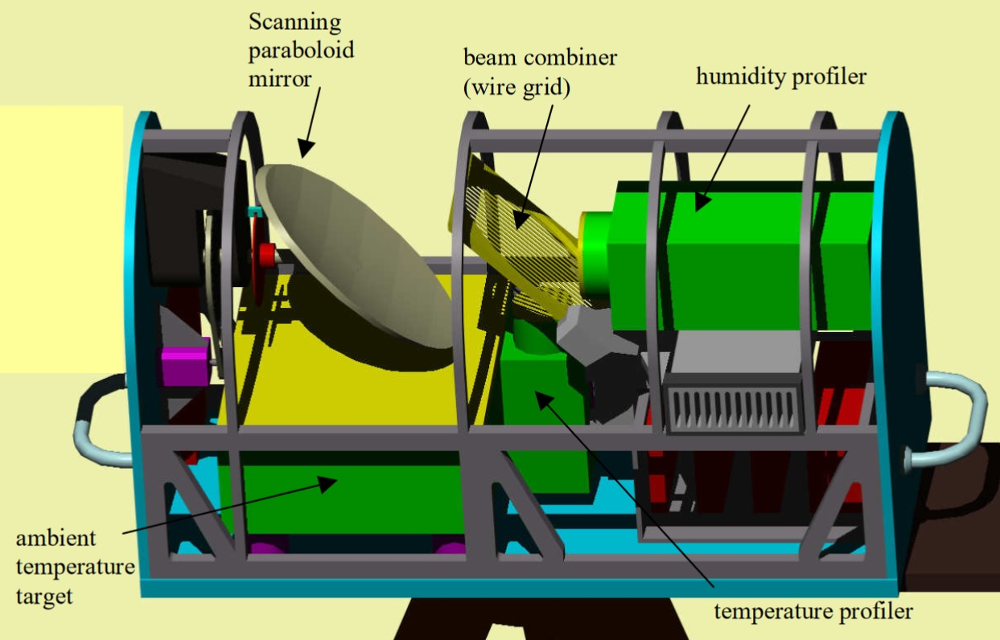 Scanning
paraboloid
mirror
beam combiner
(wire grid)
humidity profiler
ambient
temperature
target
temperature profiler